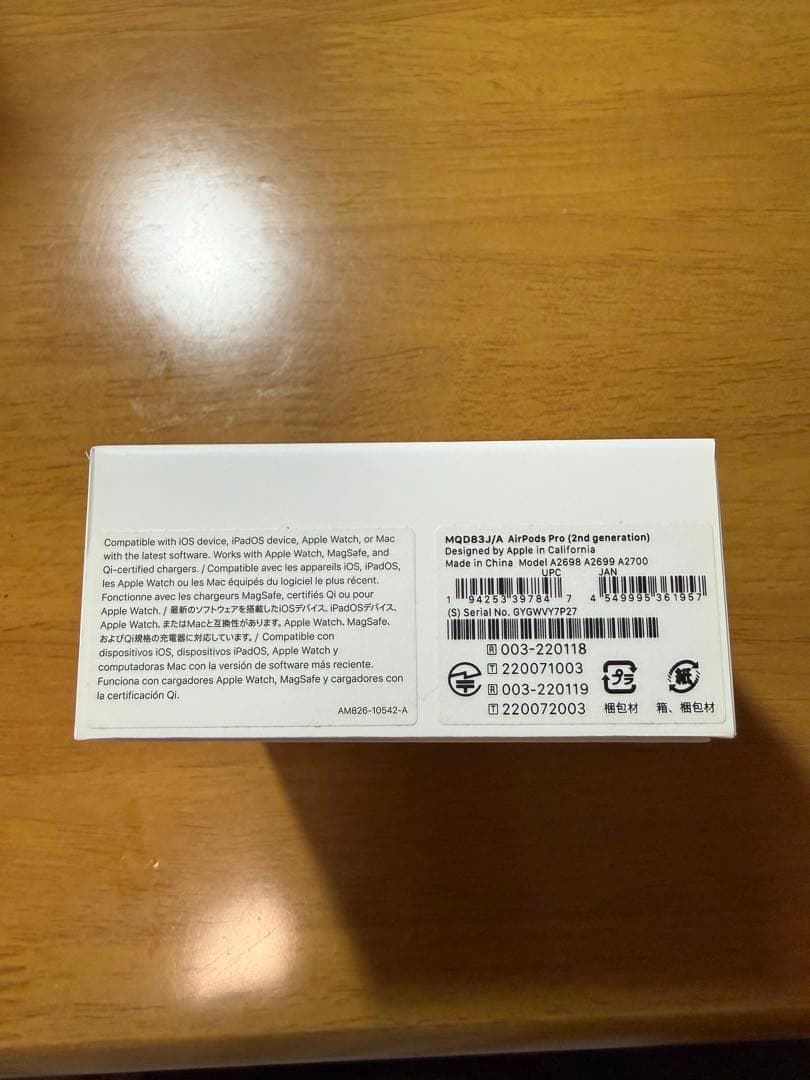 Compatible with iOS device, iPadOS device, Apple Watch, or Mac
with the latest software. Works with Apple Watch, MagSafe, and
Qi-certified chargers. / Compatible avec les appareils iOS, iPadOS,
les Apple Watch ou les Mac équipés du logiciel le plus récent.
Fonctionne avec les chargeurs MagSafe, certifiés Qi ou pour
Apple Watch. / 最新のソフトウェアを搭載したiOSデバイス、iPadOSデバイス、
Apple Watch、またはMacと互換性があります。Apple Watch、MagSafe、
およびQi規格の充電器に対応しています。/ Compatible con
dispositivos iOS, dispositivos iPadOS, Apple Watch y
computadoras Mac con la versión de software más reciente.
Funciona con cargadores Apple Watch, MagSafe y cargadores con
la certificación Qi.
AM826-10542-A
MQD83J/A AirPods Pro (2nd generation)
Designed by Apple in California
Made in China Model A2698 A2699 A2700
UPC JAN
1 94253 39784 7 4 549995 361957
(S) Serial No. GYGWVY7P27
R 003-220118
T 220071003
R 003-220119
T 220072003
プラ 紙
梱包材 箱、梱包材